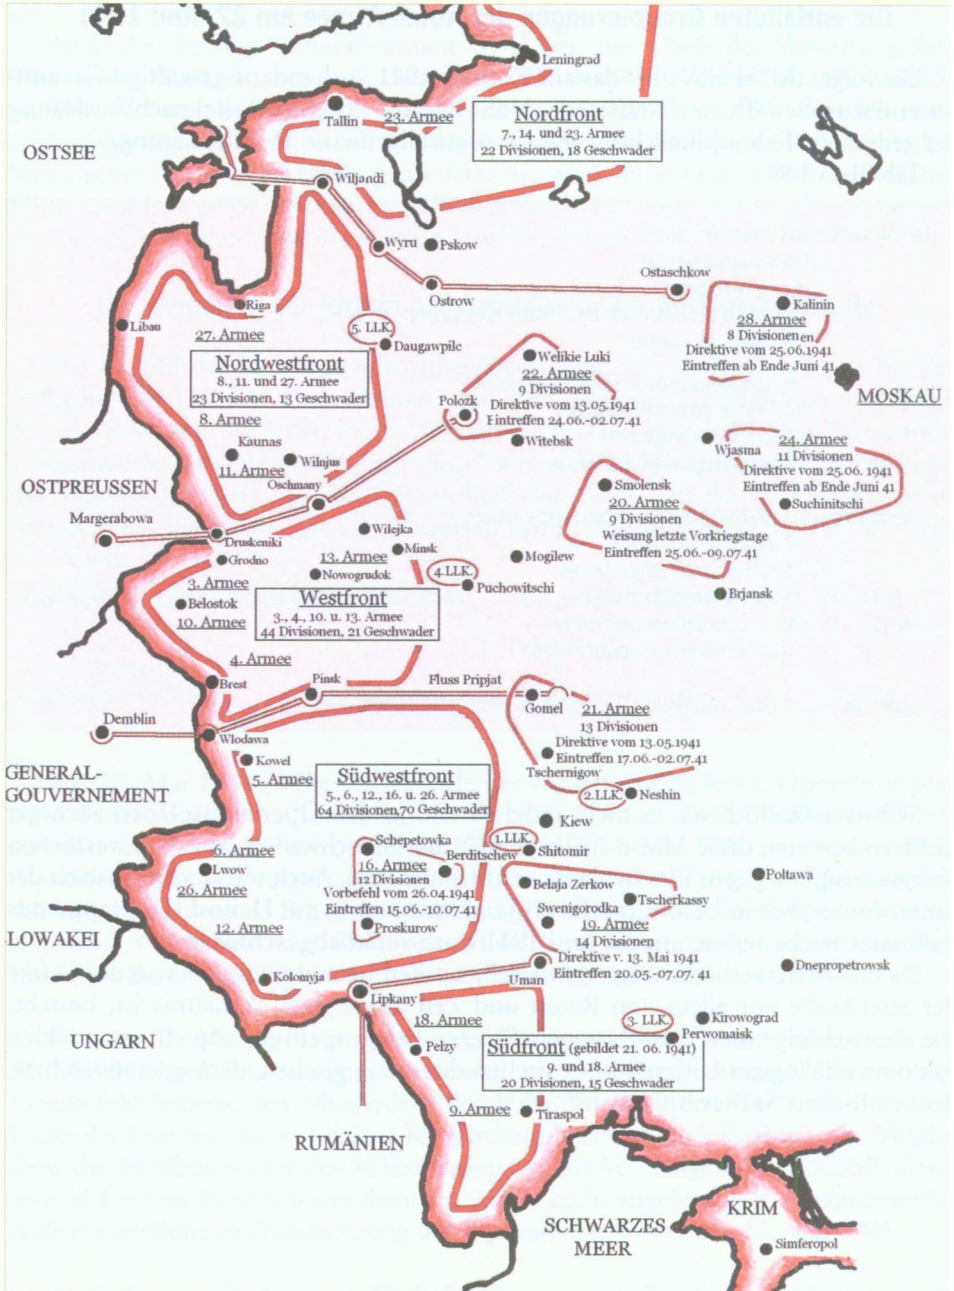 Leningrad
Tallin
23. Armee
Nordfront
7., 14. und 23. Armee
22 Divisionen, 18 Geschwader
OSTSEE
Wiljandi
Wyru
Pskow
Ostrow
Ostaschkow
Riga
Libau
27. Armee
5. LLK.
Daugawpilc
Kalinin
28. Armee
8 Divisionen
Direktive vom 25.06.1941
Eintreffen ab Ende Juni 41
MOSKAU
Nordwestfront
8., 11. und 27. Armee
23 Divisionen, 13 Geschwader
Welikie Luki
22. Armee
9 Divisionen
Direktive vom 13.05.1941
Eintreffen 24.06.-02.07.41
Polozk
8. Armee
Kaunas
11. Armee
Wilnjus
Oschmany
Witebsk
Wjasma
24. Armee
11 Divisionen
Direktive vom 25.06. 1941
Eintreffen ab Ende Juni 41
Suchinitschi
OSTPREUSSEN
Smolensk
20. Armee
9 Divisionen
Weisung letzte Vorkriegstage
Eintreffen 25.06.-09.07.41
Margerabowa
Druskeniki
Wilejka
Grodno
Minsk
13. Armee
Nowogrudok
Mogilew
4.LLK.
Puchowitschi
Brjansk
3. Armee
Belostok
10. Armee
Westfront
3., 4., 10. u. 13. Armee
44 Divisionen, 21 Geschwader
4. Armee
Brest
Pinsk
Fluss Pripjat
Gomel
21. Armee
13 Divisionen
Direktive vom 13.05.1941
Eintreffen 17.06.-02.07.41
Tschernigow
Demblin
Wlodawa
Kowel
5. Armee
GENERAL-
GOUVERNEMENT
Südwestfront
5., 6., 12., 16. u. 26. Armee
64 Divisionen,70 Geschwader
2.LLK.
Neshin
Kiew
1.LLK.
Shitomir
Schepetowka
Berditschew
16. Armee
12 Divisionen
Vorbefehl vom 26.04.1941
Eintreffen 15.06.-10.07.41
Proskurow
6. Armee
Lwow
26. Armee
Belaja Zerkow
Poltawa
Swenigorodka
Tscherkassy
19. Armee
14 Divisionen
Direktive v. 13. Mai 1941
Eintreffen 20.05.-07.07.41
LOWAKEI
12. Armee
Dnepropetrowsk
Kolomyja
Lipkany
Uman
UNGARN
18. Armee
Pelzy
3. LLK
Kirowograd
Perwomaisk
Südfront (gebildet 21. 06. 1941)
9. und 18. Armee
20 Divisionen, 15 Geschwader
9. Armee
Tiraspol
RUMÄNIEN
SCHWARZES
MEER
KRIM
Simferopol